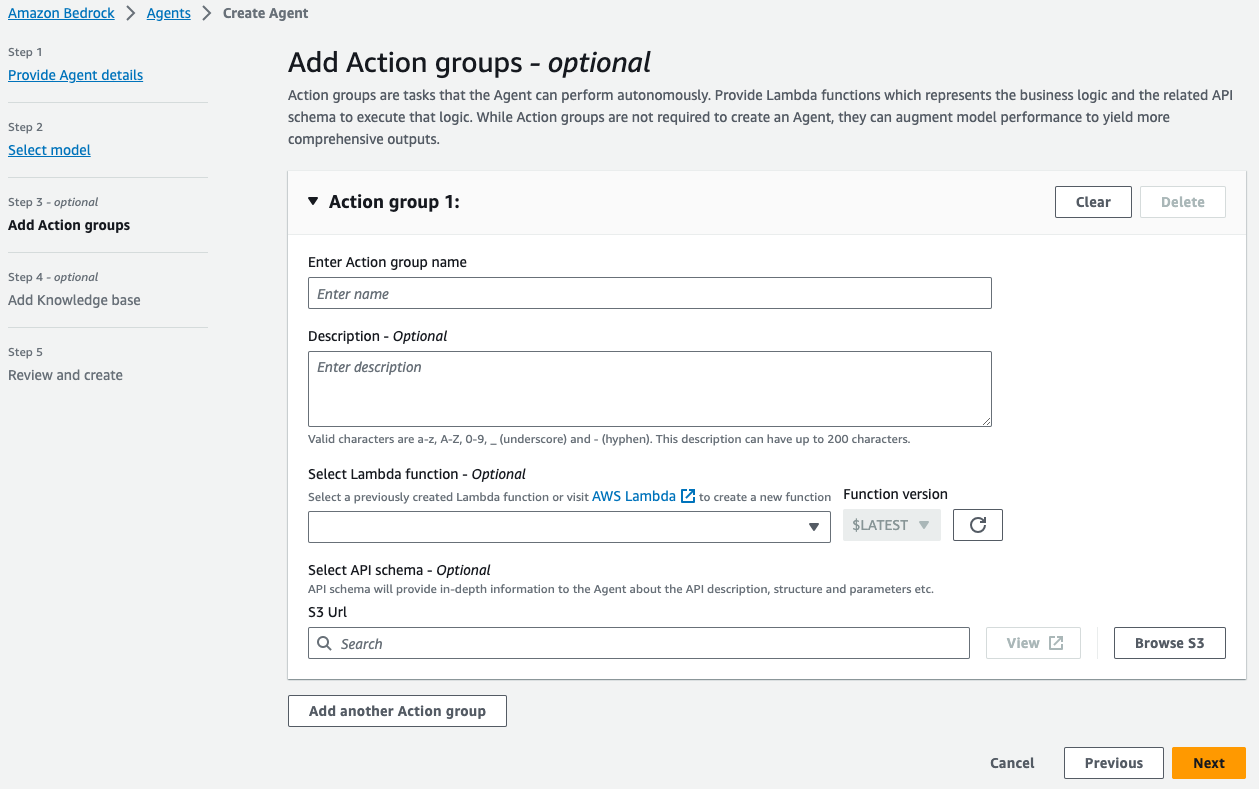 Amazon Bedrock > Agents > Create Agent
Step 1
Provide Agent details
Step 2
Select model
Step 3 - optional
Add Action groups
Step 4 - optional
Add Knowledge base
Step 5
Review and create
Add Action groups - optional
Action groups are tasks that the Agent can perform autonomously. Provide Lambda functions which represents the business logic and the related API
schema to execute that logic. While Action groups are not required to create an Agent, they can augment model performance to yield more
comprehensive outputs.
Action group 1:
Clear
Delete
Enter Action group name
Enter name
Description - Optional
Enter description
Valid characters are a-z, A-Z, 0-9, _ (underscore) and - (hyphen). This description can have up to 200 characters.
Select Lambda function - Optional
Select a previously created Lambda function or visit AWS Lambda to create a new function
Function version
$LATEST
Select API schema - Optional
API schema will provide in-depth information to the Agent about the API description, structure and parameters etc.
S3 Url
Search
View
Browse S3
Add another Action group
Cancel
Previous
Next